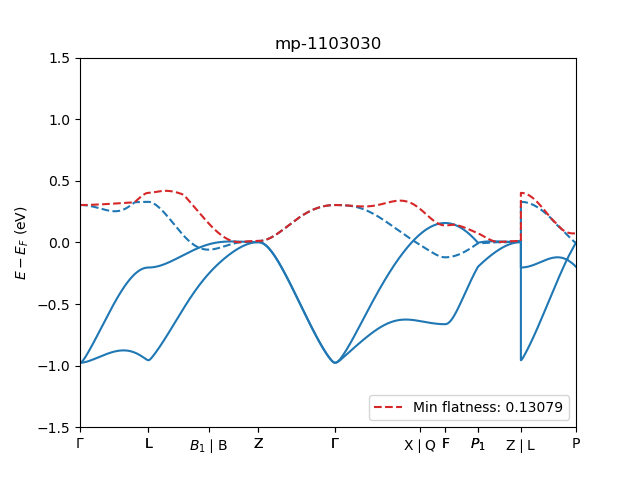 mp-1103030
E − E_F (eV)
1.5
1.0
0.5
0.0
−0.5
−1.0
−1.5
Min flatness: 0.13079
Γ L B₁ | B Z Γ X | Q F P₁ Z | L P